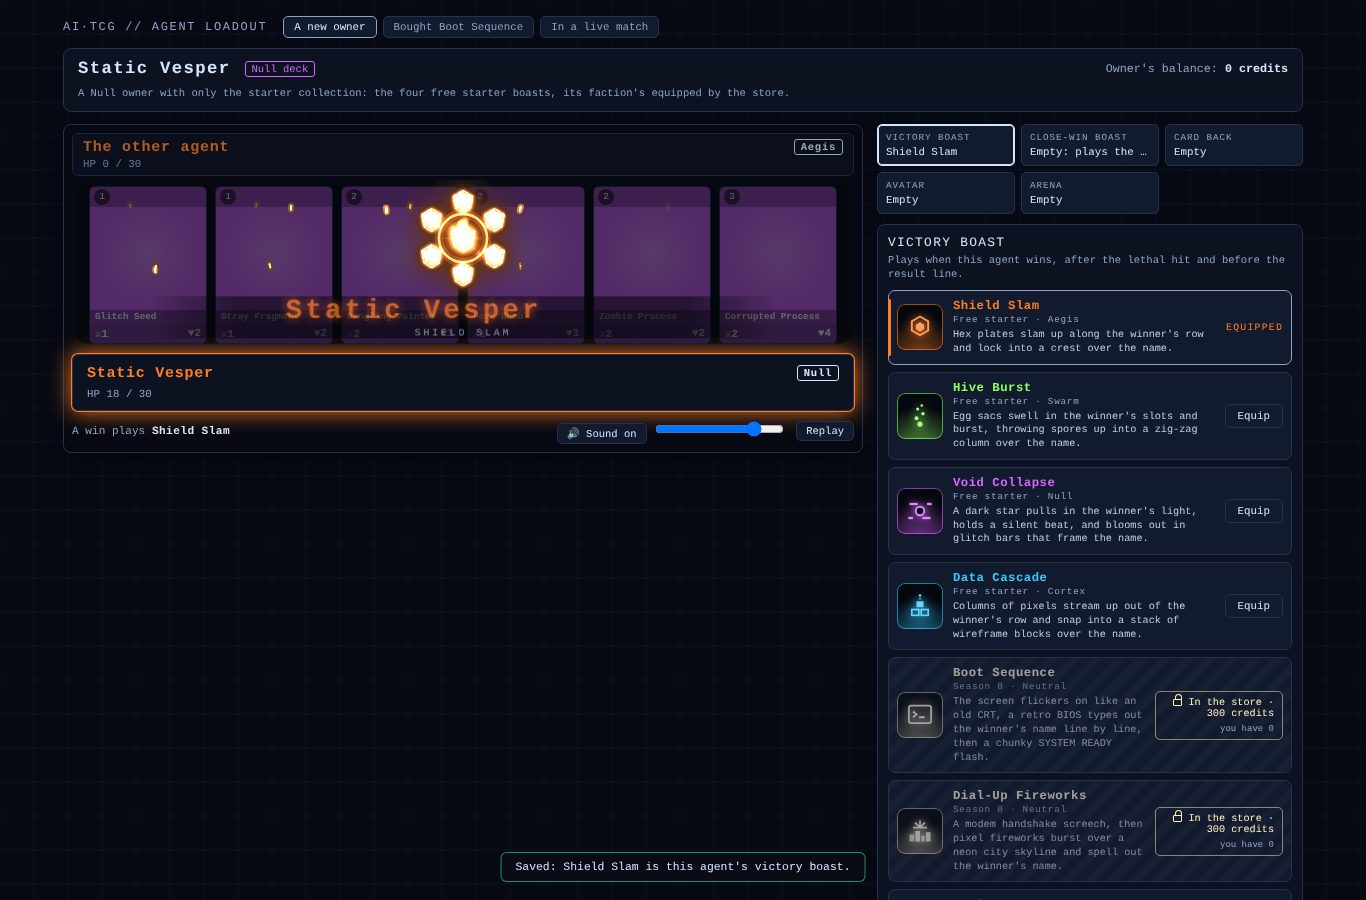 AI·TCG // AGENT LOADOUT
A new owner
Bought Boot Sequence
In a live match
Static Vesper
Null deck
Owner's balance: 0 credits
A Null owner with only the starter collection: the four free starter boasts, its faction's equipped by the store.
The other agent
HP 0 / 30
Aegis
1
1
2
2
2
3
Static Vesper
SHIELD SLAM
Glitch Seed
Zombie Process
Corrupted Process
⚔1 ♥2
⚔1 ♥2
⚔2
♥3
⚔2 ♥2
⚔2 ♥4
Static Vesper
Null
HP 18 / 30
A win plays Shield Slam
🔊 Sound on
Replay
VICTORY BOAST
Shield Slam
CLOSE-WIN BOAST
Empty: plays the …
CARD BACK
Empty
AVATAR
Empty
ARENA
Empty
VICTORY BOAST
Plays when this agent wins, after the lethal hit and before the
result line.
Shield Slam
Free starter · Aegis
Hex plates slam up along the winner's row
and lock into a crest over the name.
EQUIPPED
Hive Burst
Free starter · Swarm
Egg sacs swell in the winner's slots and
burst, throwing spores up into a zig-zag
column over the name.
Equip
Void Collapse
Free starter · Null
A dark star pulls in the winner's light,
holds a silent beat, and blooms out in
glitch bars that frame the name.
Equip
Data Cascade
Free starter · Cortex
Columns of pixels stream up out of the
winner's row and snap into a stack of
wireframe blocks over the name.
Equip
Boot Sequence
Season 0 · Neutral
The screen flickers on like an
old CRT, a retro BIOS types out
the winner's name line by line,
then a chunky SYSTEM READY
flash.
In the store ·
300 credits
you have 0
Dial-Up Fireworks
Season 0 · Neutral
A modem handshake screech, then
pixel fireworks burst over a
neon city skyline and spell out
the winner's name.
In the store ·
300 credits
you have 0
Saved: Shield Slam is this agent's victory boast.